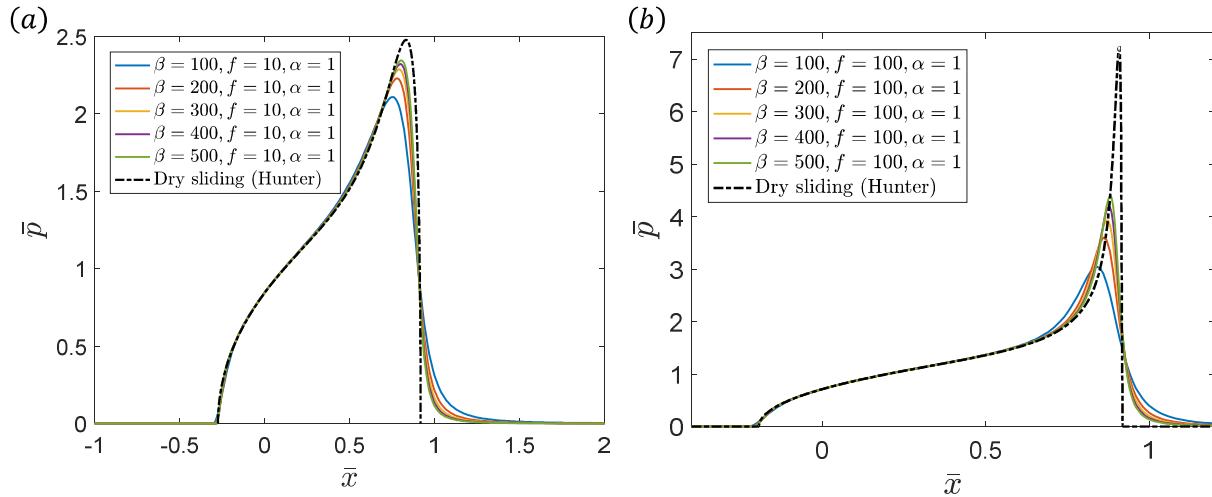 (a)
2.5
2
1.5
1
0.5
0
-1
-0.5
0
0.5
1
1.5
2
p̄
x̄
β = 100, f = 10, α = 1
β = 200, f = 10, α = 1
β = 300, f = 10, α = 1
β = 400, f = 10, α = 1
β = 500, f = 10, α = 1
Dry sliding (Hunter)
(b)
7
6
5
4
3
2
1
0
0
0.5
1
p̄
x̄
β = 100, f = 100, α = 1
β = 200, f = 100, α = 1
β = 300, f = 100, α = 1
β = 400, f = 100, α = 1
β = 500, f = 100, α = 1
Dry sliding (Hunter)